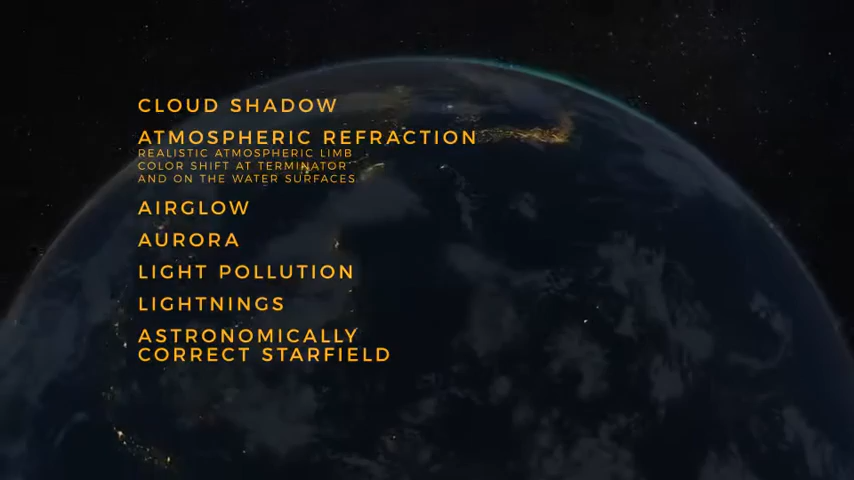 CLOUD SHADOW
ATMOSPHERIC REFRACTION
REALISTIC ATMOSPHERIC LIMB
COLOR SHIFT AT TERMINATOR
AND ON THE WATER SURFACES
AIRGLOW
AURORA
LIGHT POLLUTION
LIGHTNINGS
ASTRONOMICALLY
CORRECT STARFIELD